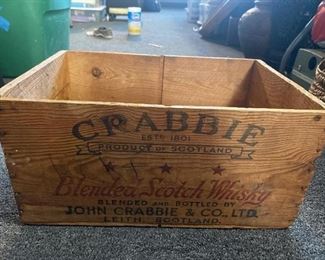 CRABBIE
ESTD 1801
PRODUCT OF SCOTLAND
Blended Scotch Whisky
BLENDED AND BOTTLED BY
JOHN CRABBIE & CO., LTD.
LEITH, SCOTLAND.